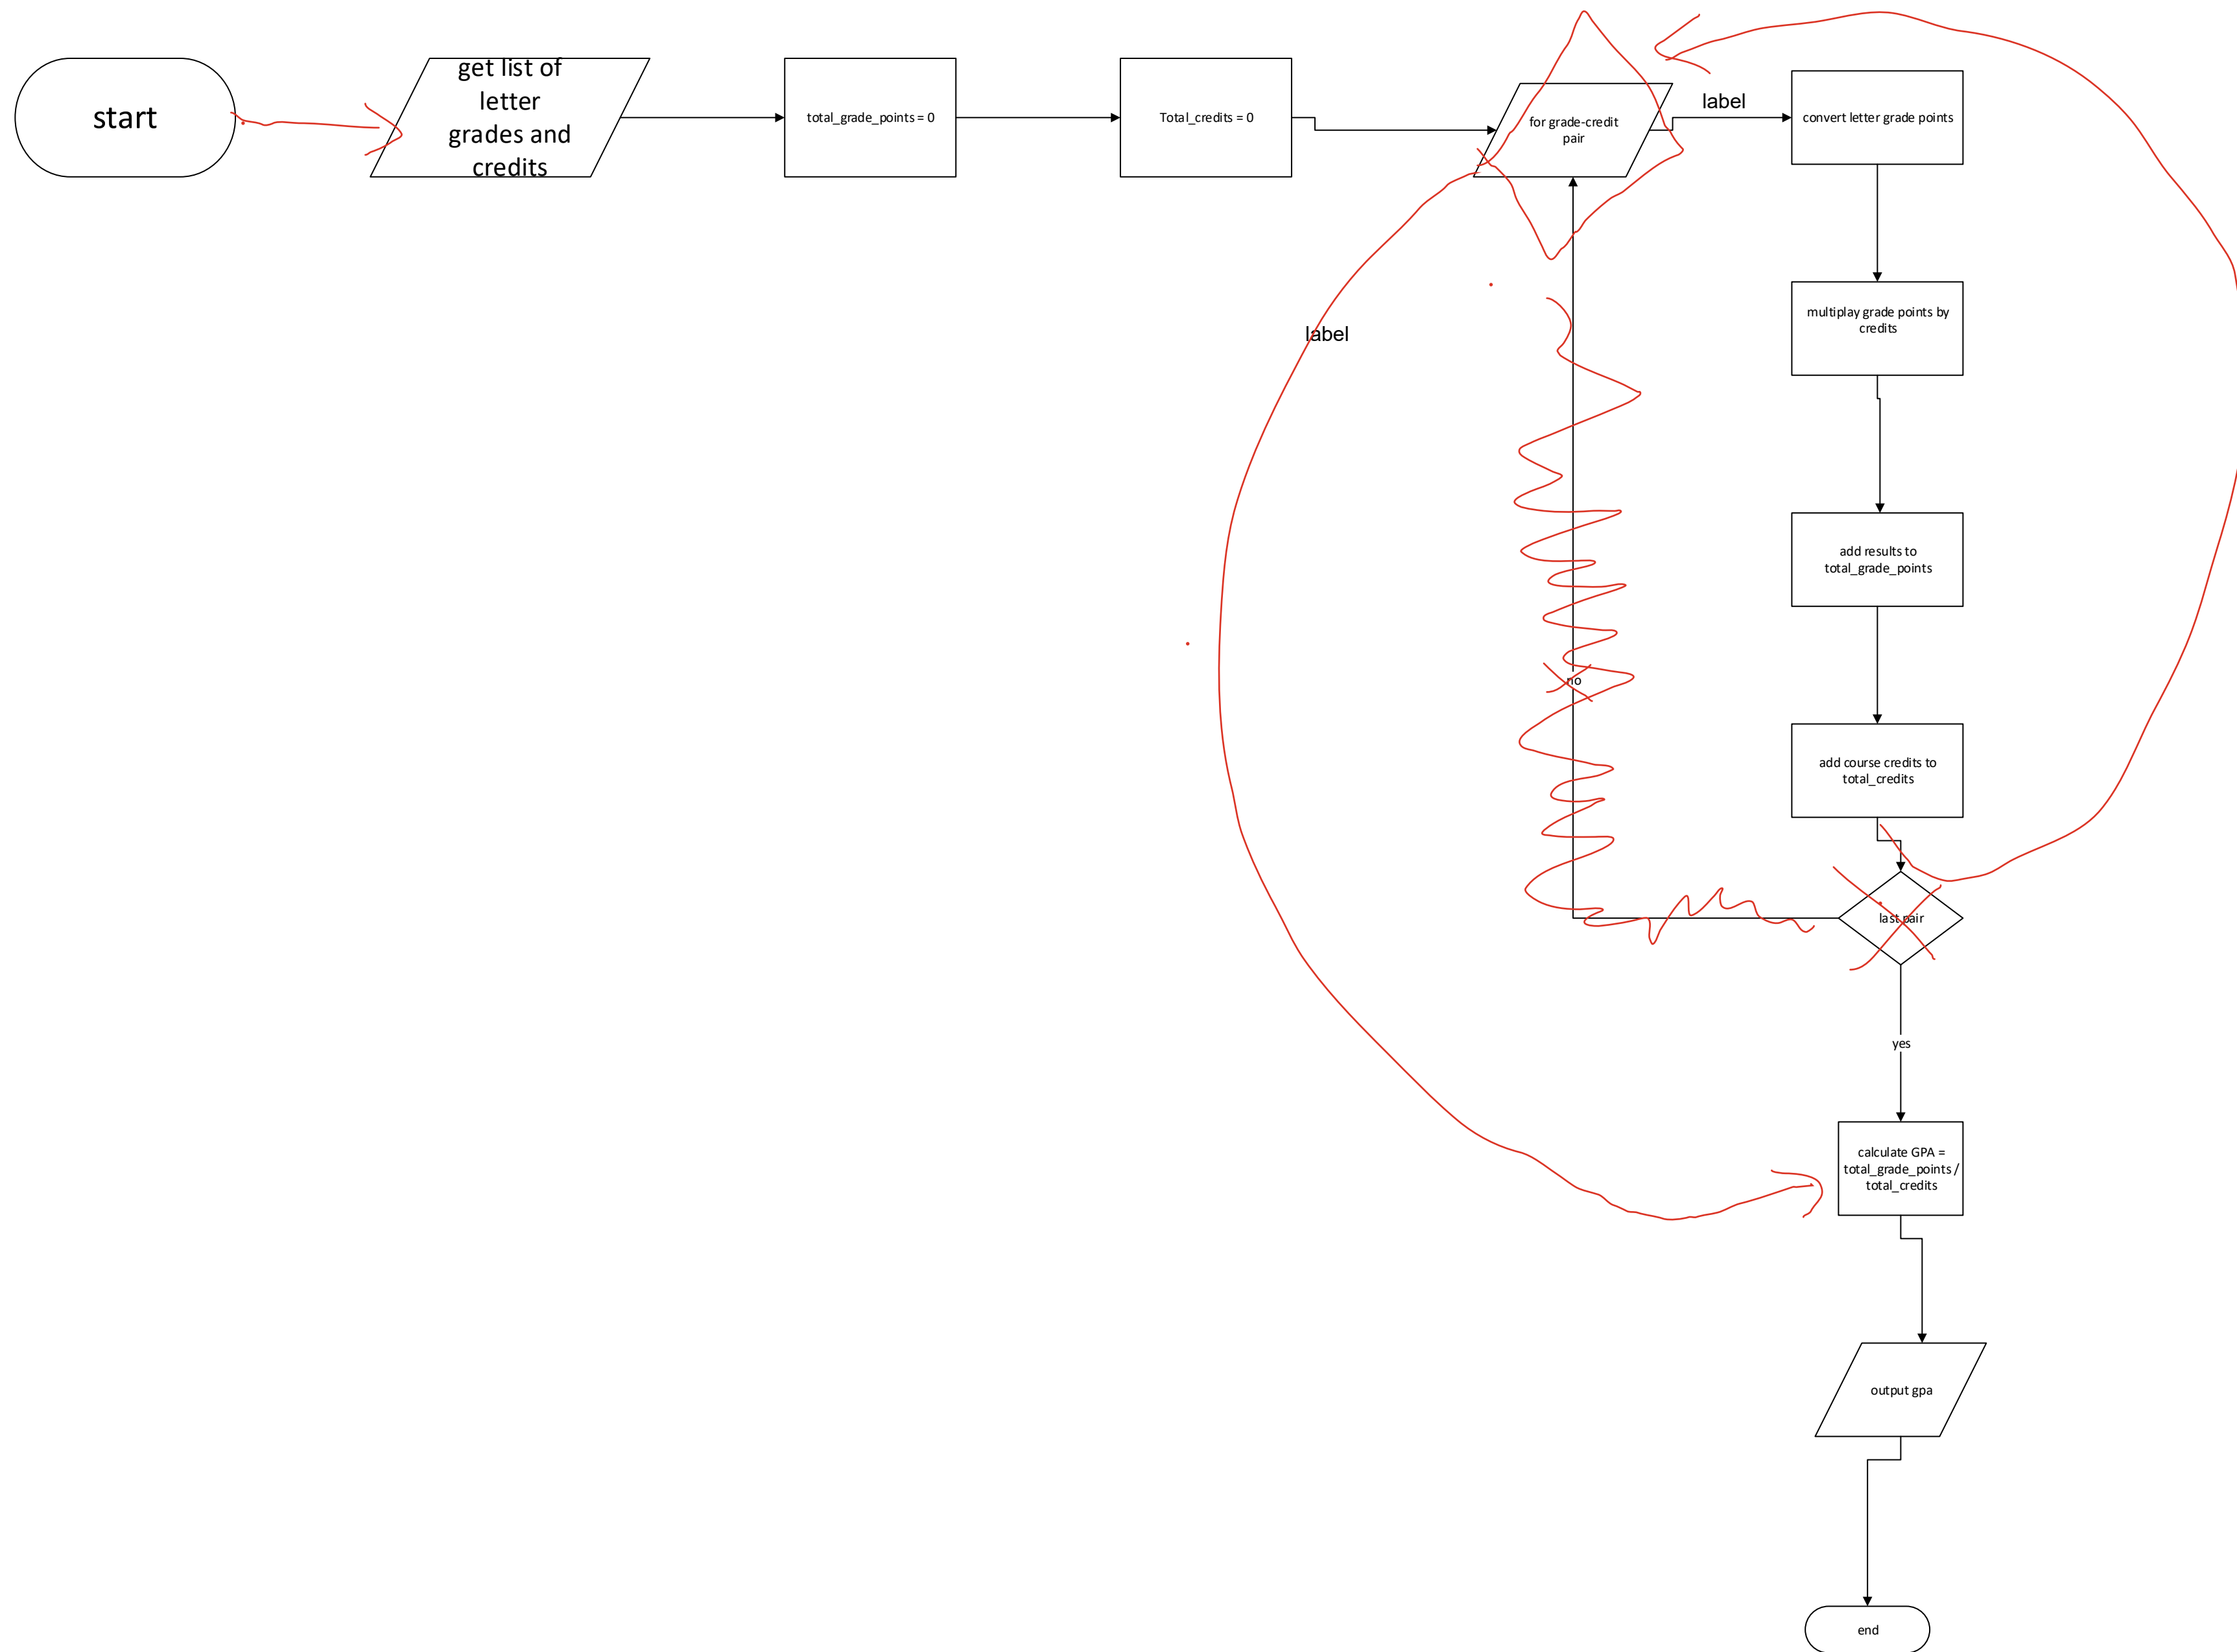 start
get list of
letter
grades and
credits
total_grade_points = 0
Total_credits = 0
for grade-credit
pair
label
convert letter grade points
multiplay grade points by
credits
label
add results to
total_grade_points
no
add course credits to
total_credits
last pair
yes
calculate GPA =
total_grade_points /
total_credits
output gpa
end